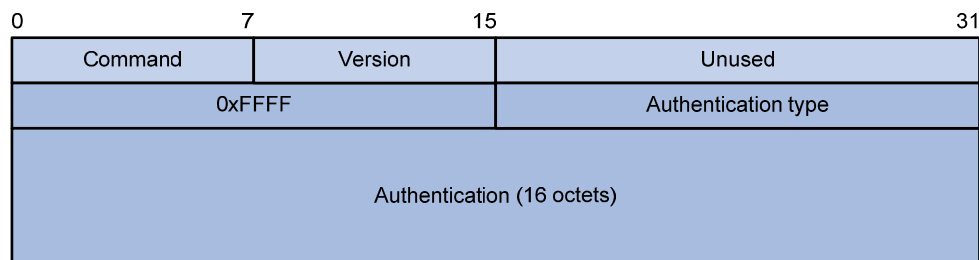 0 7 15 31
Command Version Unused
0xFFFF Authentication type
Authentication (16 octets)